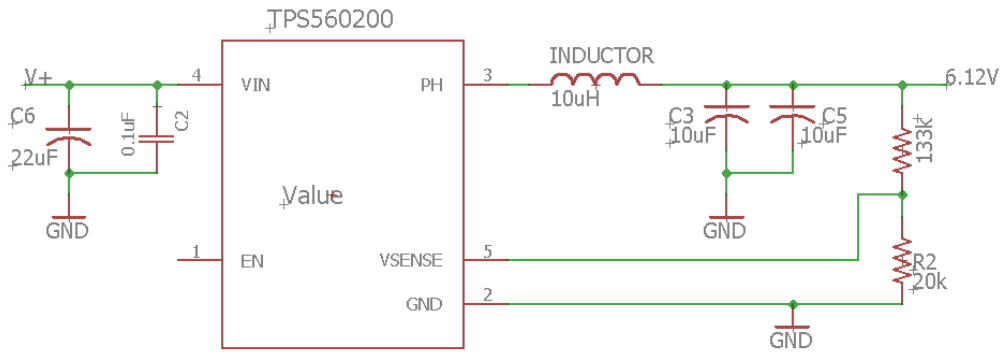 TPS560200
V+
4
VIN
PH
3
INDUCTOR
10uH
6.12V
C6
22uF
0.1uF
C2
C3
10uF
C5
10uF
133k
GND
Value
GND
1
EN
VSENSE
5
R2
20k
GND
2
GND